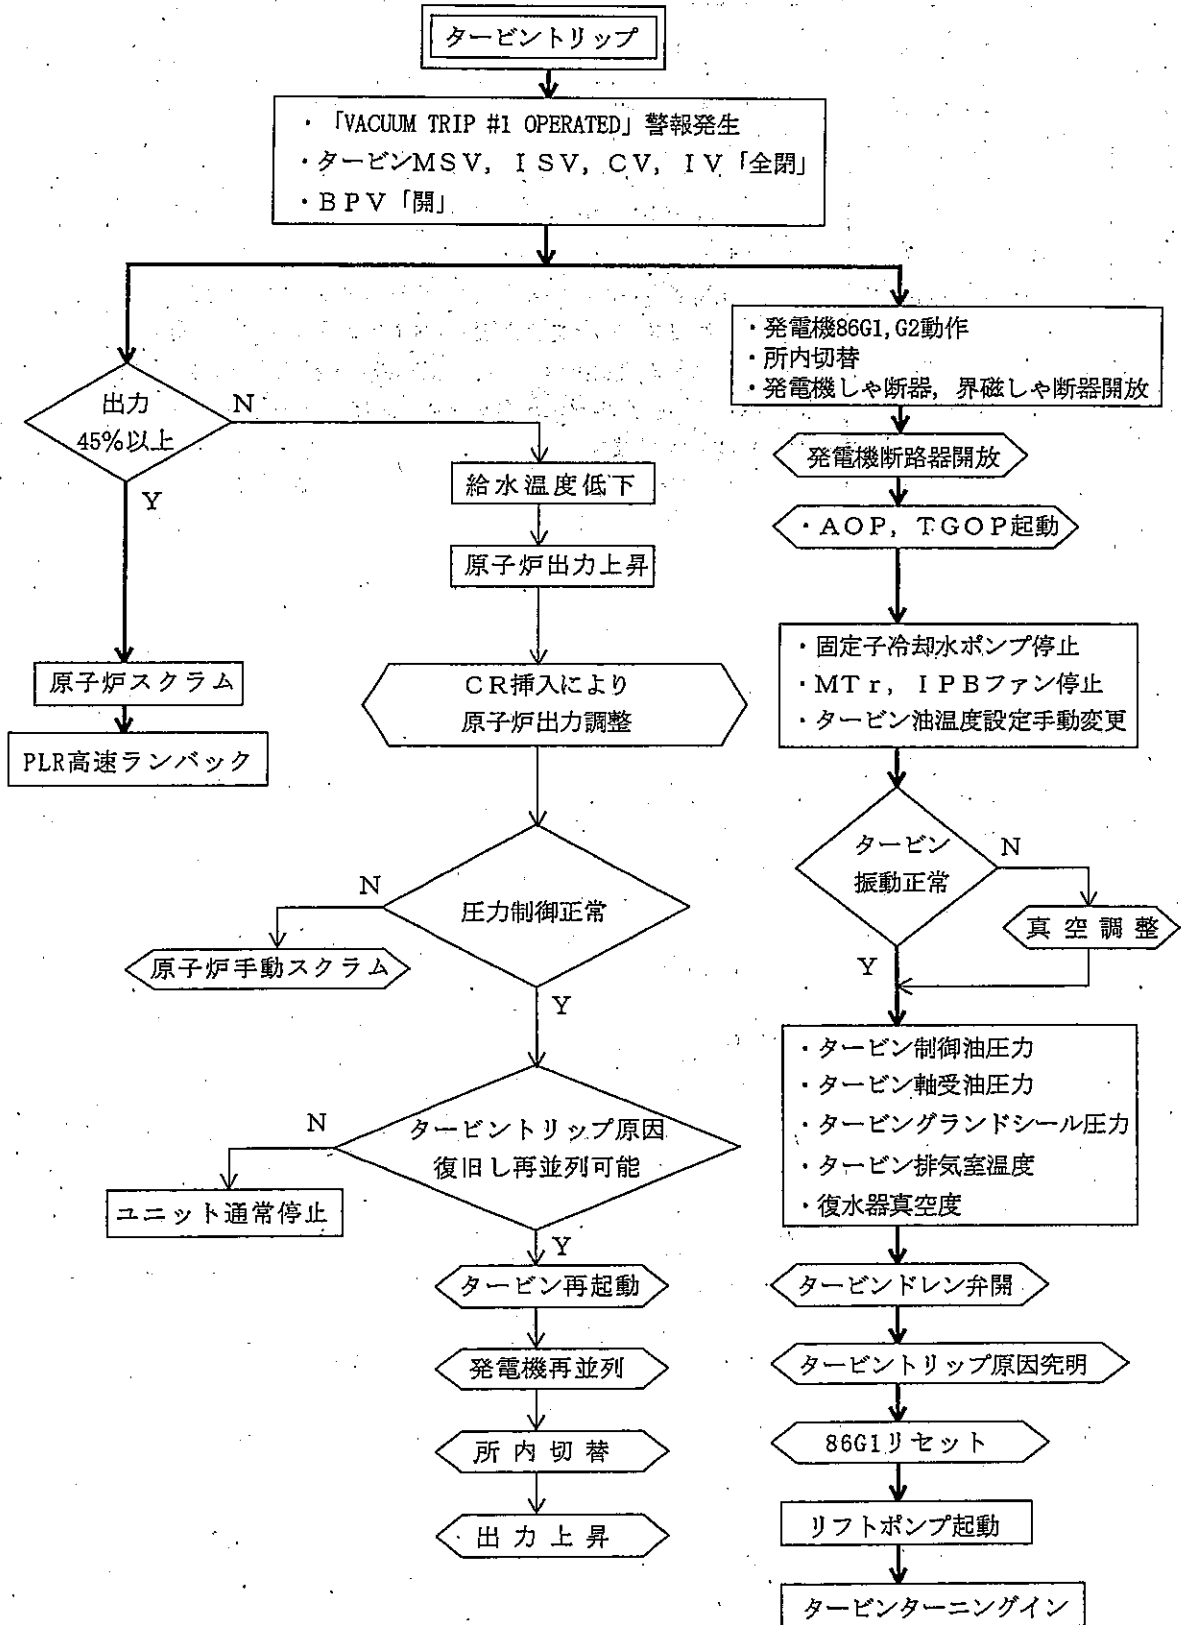 タービントリップ
・「VACUUM TRIP #1 OPERATED」警報発生
・タービンMSV，ISV，CV，IV「全閉」
・BPV「開」
出力
45%以上
N
Y
原子炉スクラム
PLR高速ランバック
給水温度低下
原子炉出力上昇
CR挿入により
原子炉出力調整
圧力制御正常
N
原子炉手動スクラム
Y
タービントリップ原因
復旧し再並列可能
N
ユニット通常停止
Y
タービン再起動
発電機再並列
所内切替
出力上昇
・発電機86G1,G2動作
・所内切替
・発電機しゃ断器，界磁しゃ断器開放
発電機断路器開放
・AOP，TGOP起動
・固定子冷却水ポンプ停止
・MTr，IPBファン停止
・タービン油温度設定手動変更
タービン
振動正常
N
真空調整
Y
・タービン制御油圧力
・タービン軸受油圧力
・タービングランドシール圧力
・タービン排気室温度
・復水器真空度
タービンドレン弁開
タービントリップ原因究明
86G1リセット
リフトポンプ起動
タービンターニングイン